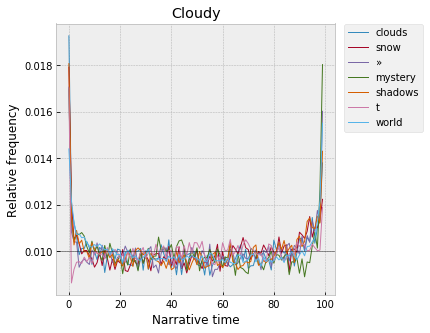 Cloudy
clouds
snow
»
mystery
shadows
t
world
0.018
0.016
0.014
0.012
0.010
Relative frequency
0 20 40 60 80 100
Narrative time